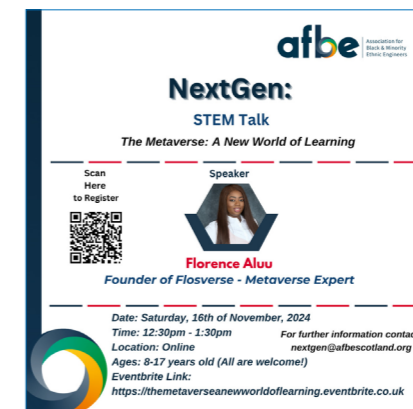 afbe
Association for
Black & Minority
Ethnic Engineers
NextGen:
STEM Talk
The Metaverse: A New World of Learning
Scan
Here
to Register
Speaker
Florence Aluu
Founder of Flosverse - Metaverse Expert
Date: Saturday, 16th of November, 2024
Time: 12:30pm - 1:30pm
Location: Online
Ages: 8-17 years old (All are welcome!)
Eventbrite Link:
https://themetaverseanewworldoflearning.eventbrite.co.uk
For further information contac
nextgen@afbescotland.org